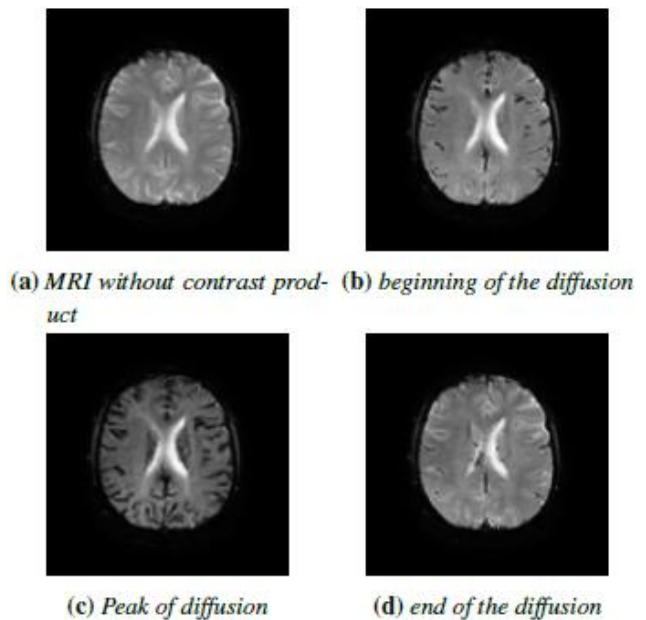 (a) MRI without contrast prod- (b) beginning of the diffusion
uct
(c) Peak of diffusion (d) end of the diffusion